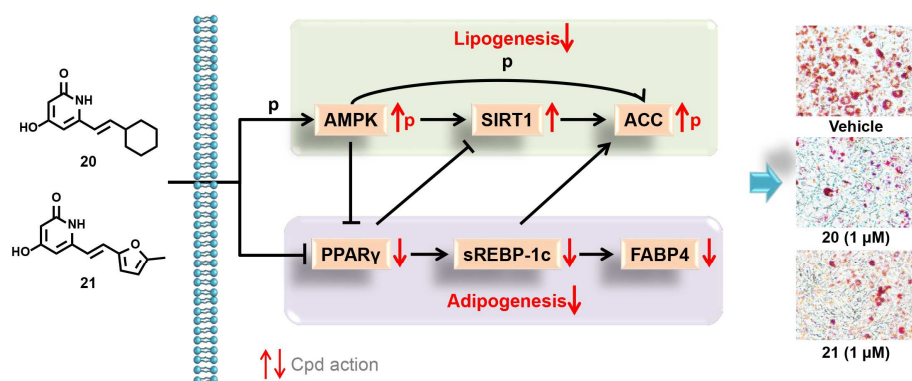 O
NH
HO
20
O
NH
HO
O
21
Lipogenesis
p
p
AMPK
p
SIRT1
ACC
p
PPARγ
sREBP-1c
FABP4
Adipogenesis
Cpd action
Vehicle
20 (1 μM)
21 (1 μM)